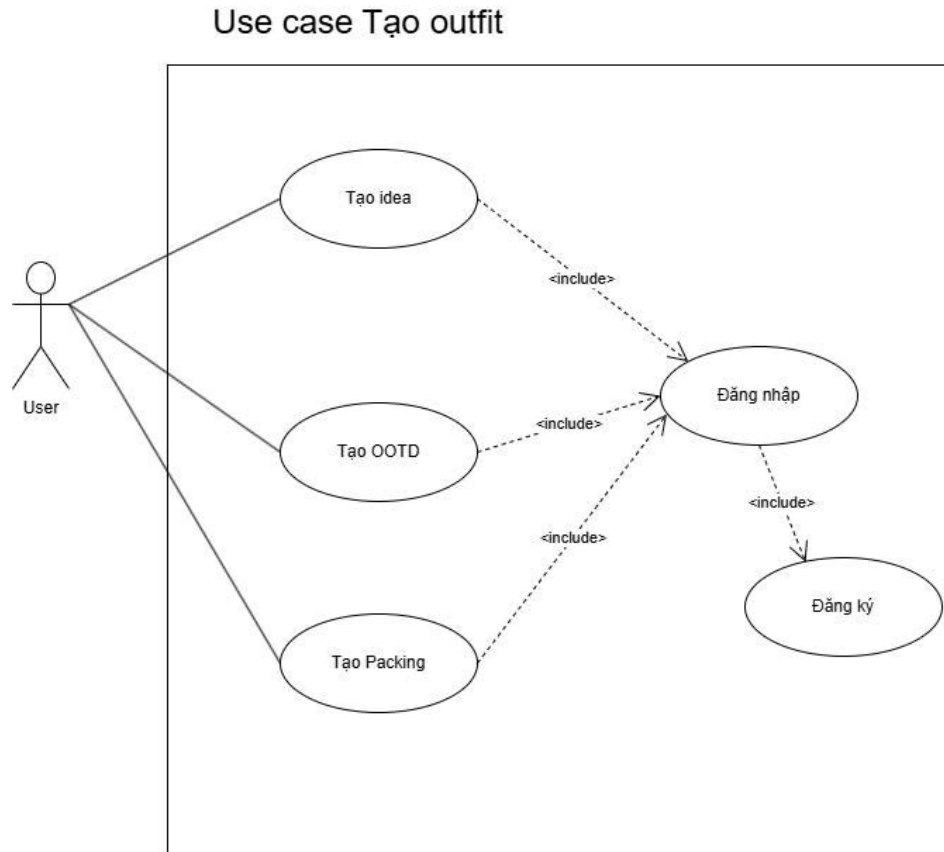 Use case Tạo outfit
Tạo idea
<include>
Đăng nhập
User
Tạo OOTD
<include>
<include>
<include>
Đăng ký
Tạo Packing